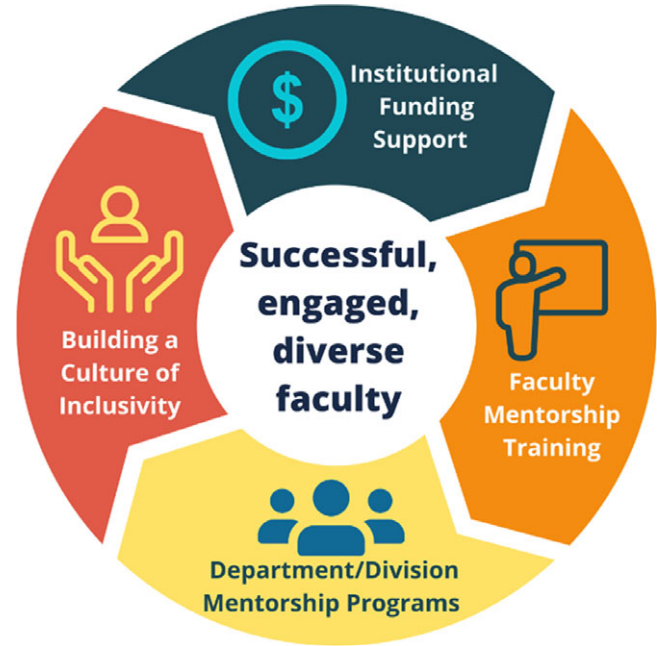 $
Institutional
Funding
Support
Successful,
engaged,
diverse
faculty
Faculty
Mentorship
Training
Department/Division
Mentorship Programs
Building a
Culture of
Inclusivity